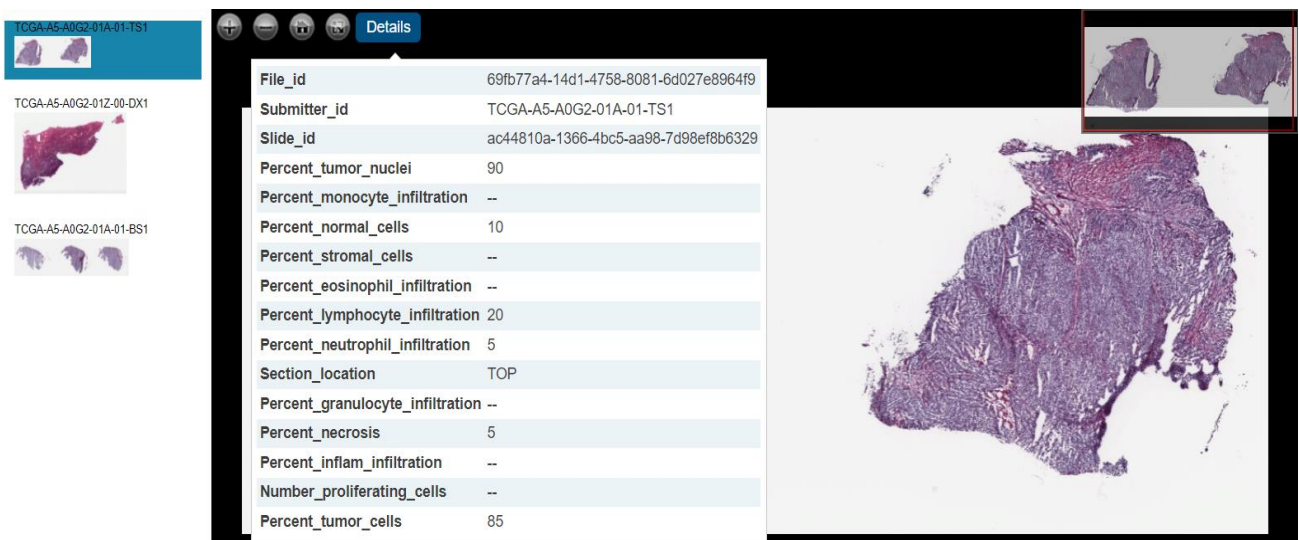 TCGA-A5-A0G2-01A-01-TS1
TCGA-A5-A0G2-01Z-00-DX1
TCGA-A5-A0G2-01A-01-BS1
Details
File_id 69fb77a4-14d1-4758-8081-6d027e8964f9
Submitter_id TCGA-A5-A0G2-01A-01-TS1
Slide_id ac44810a-1366-4bc5-aa98-7d98ef8b6329
Percent_tumor_nuclei 90
Percent_monocyte_infiltration --
Percent_normal_cells 10
Percent_stromal_cells --
Percent_eosinophil_infiltration --
Percent_lymphocyte_infiltration 20
Percent_neutrophil_infiltration 5
Section_location TOP
Percent_granulocyte_infiltration --
Percent_necrosis 5
Percent_inflam_infiltration --
Number_proliferating_cells --
Percent_tumor_cells 85